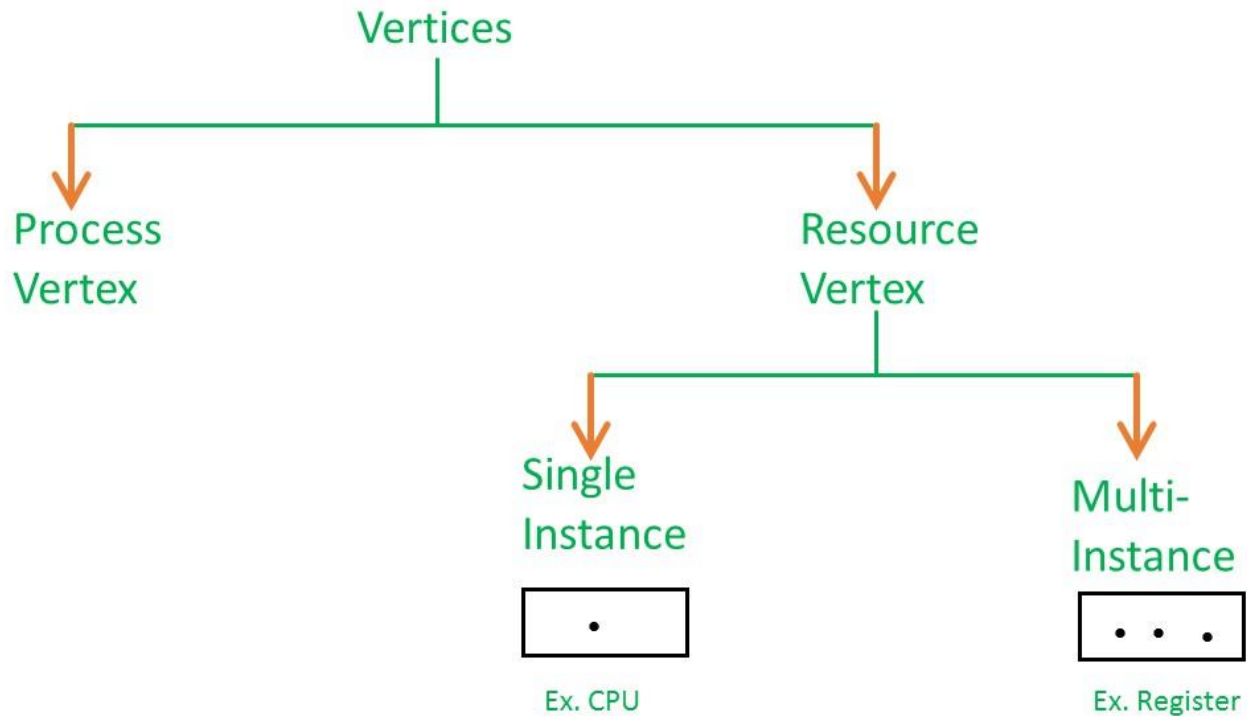 Vertices
Process
Vertex
Resource
Vertex
Single
Instance
Multi-
Instance
Ex. CPU
Ex. Register